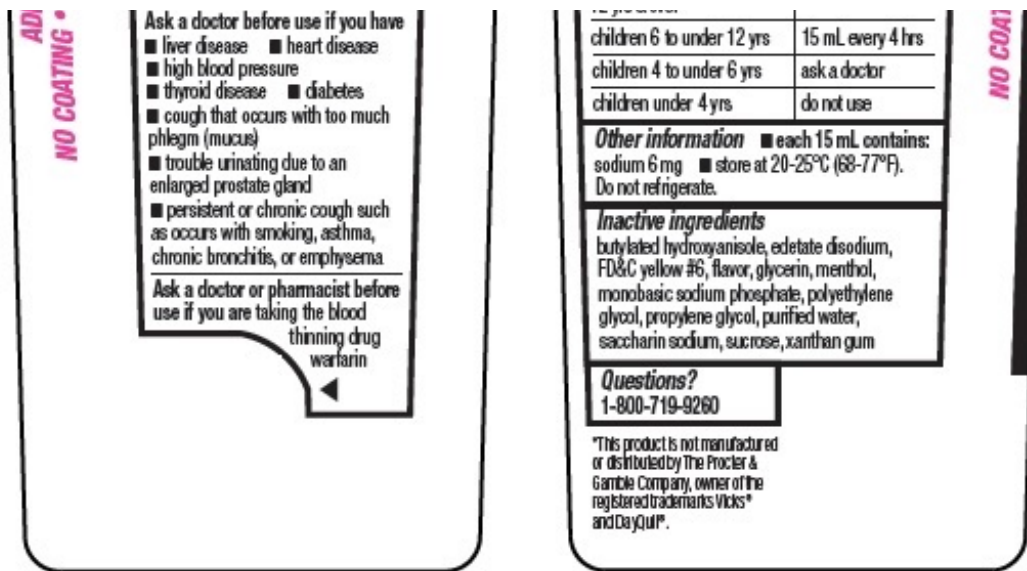 NO COATING •
Ask a doctor before use if you have
■ liver disease ■ heart disease
■ high blood pressure
■ thyroid disease ■ diabetes
■ cough that occurs with too much
phlegm (mucus)
■ trouble urinating due to an
enlarged prostate gland
■ persistent or chronic cough such
as occurs with smoking, asthma,
chronic bronchitis, or emphysema
Ask a doctor or pharmacist before
use if you are taking the blood
thinning drug
warfarin
children 6 to under 12 yrs 15 mL every 4 hrs
children 4 to under 6 yrs ask a doctor
children under 4 yrs do not use
Other information ■ each 15 mL contains:
sodium 6 mg ■ store at 20-25°C (68-77°F).
Do not refrigerate.
Inactive ingredients
butylated hydroxyanisole, edetate disodium,
FD&C yellow #6, flavor, glycerin, menthol,
monobasic sodium phosphate, polyethylene
glycol, propylene glycol, purified water,
saccharin sodium, sucrose, xanthan gum
Questions?
1-800-719-9260
*This product is not manufactured
or distributed by The Procter &
Gamble Company, owner of the
registered trademarks Vicks®
and DayQuil®.
NO COAT